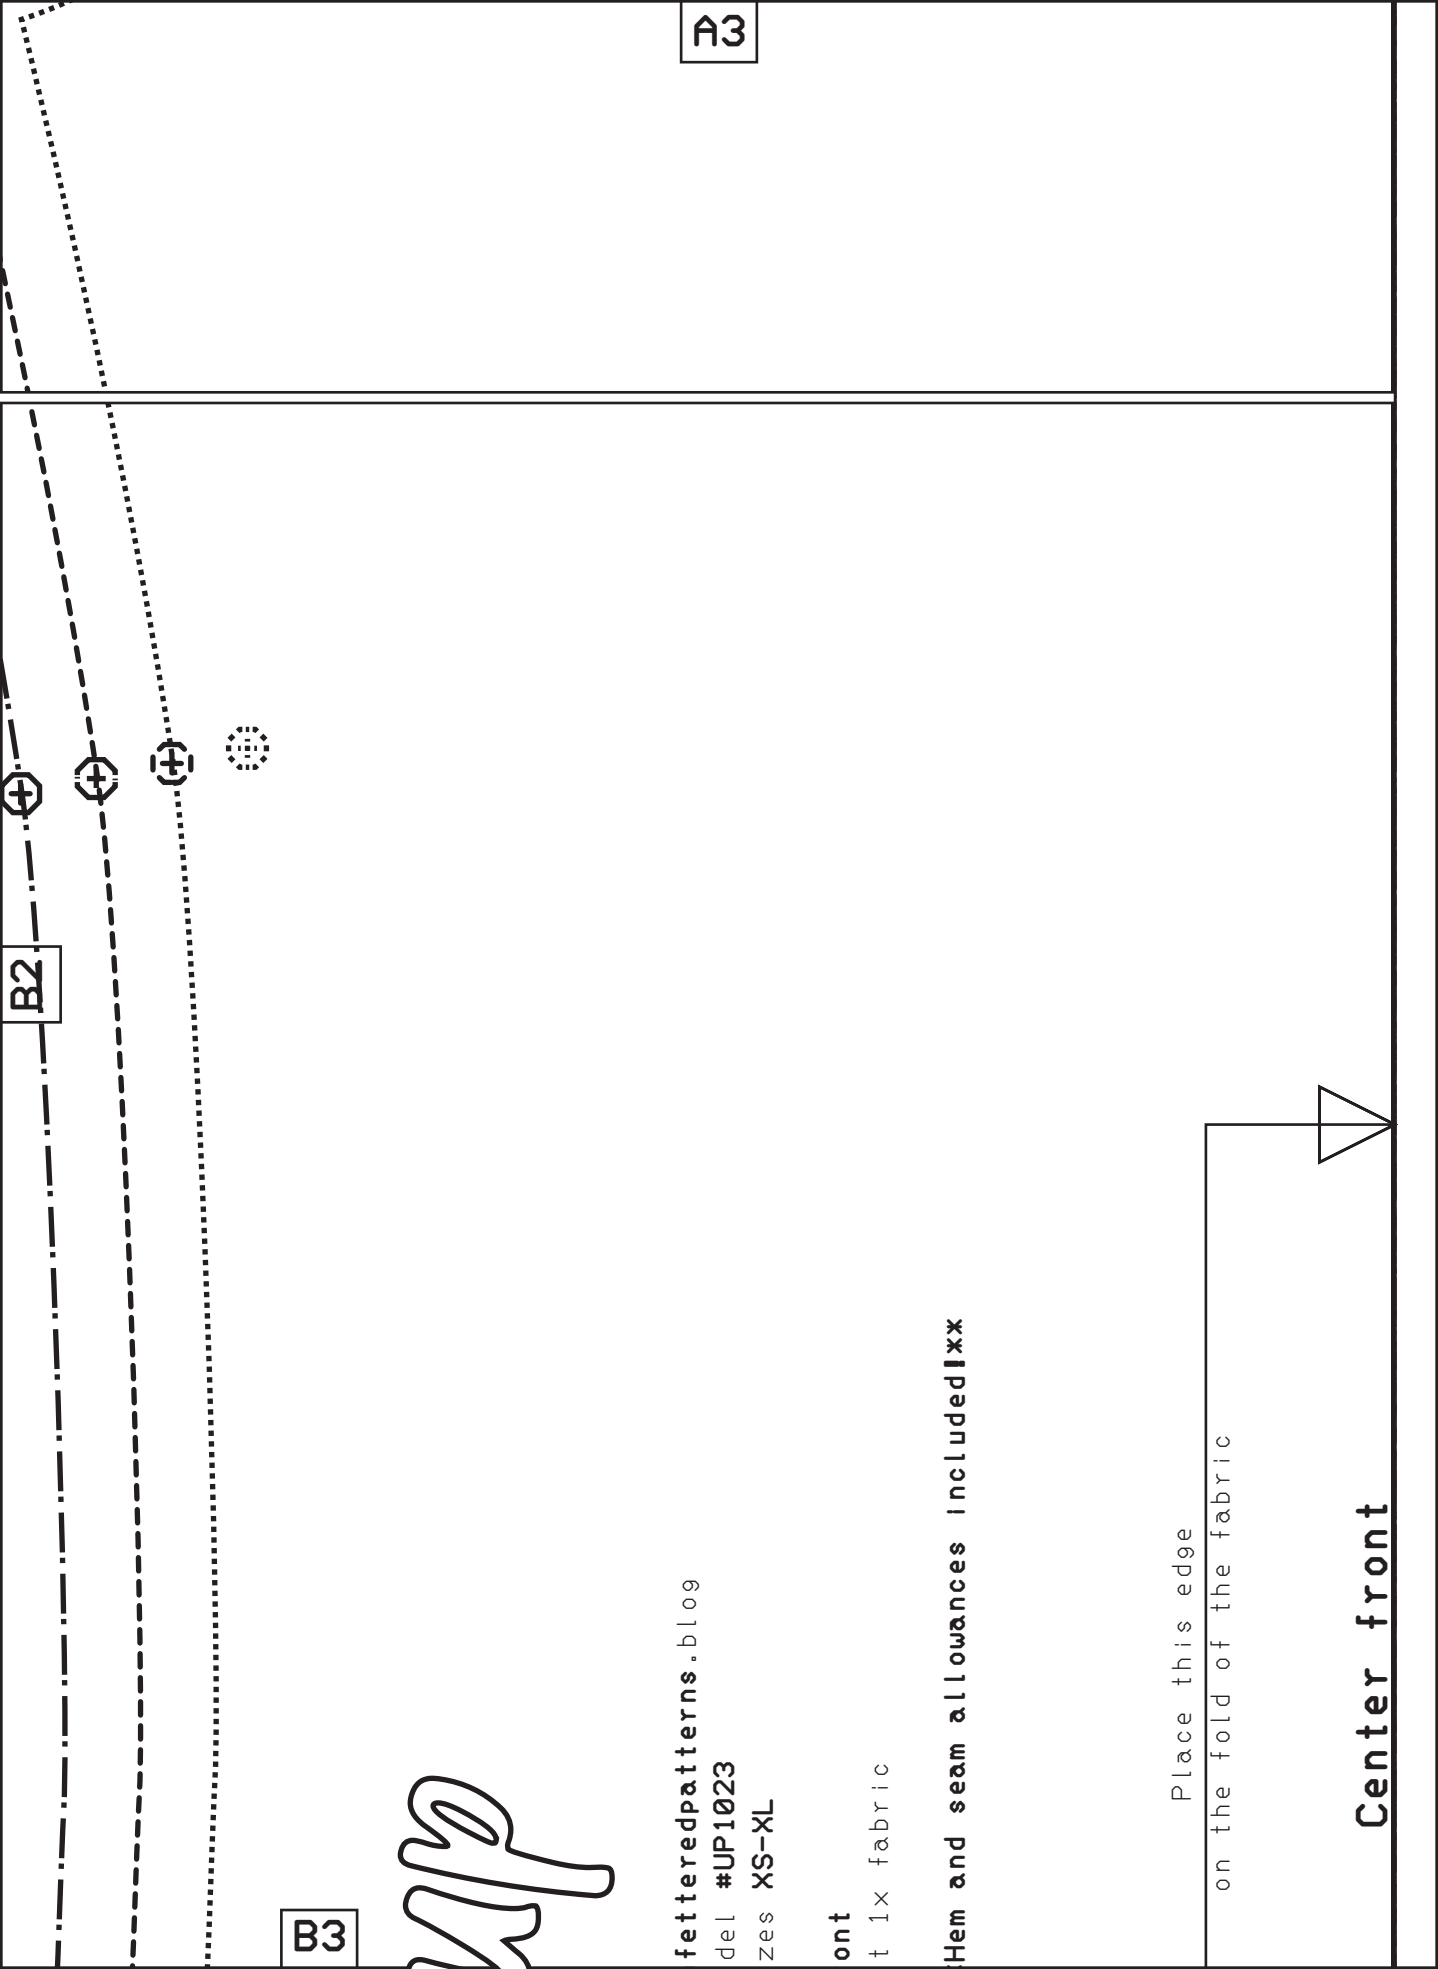 A3
B2
B3
fetteredpatterns.blog
del #UP1023
zes XS-XL
ont
t 1x fabric
*Hem and seam allowances included!**
Place this edge
on the fold of the fabric
Center front